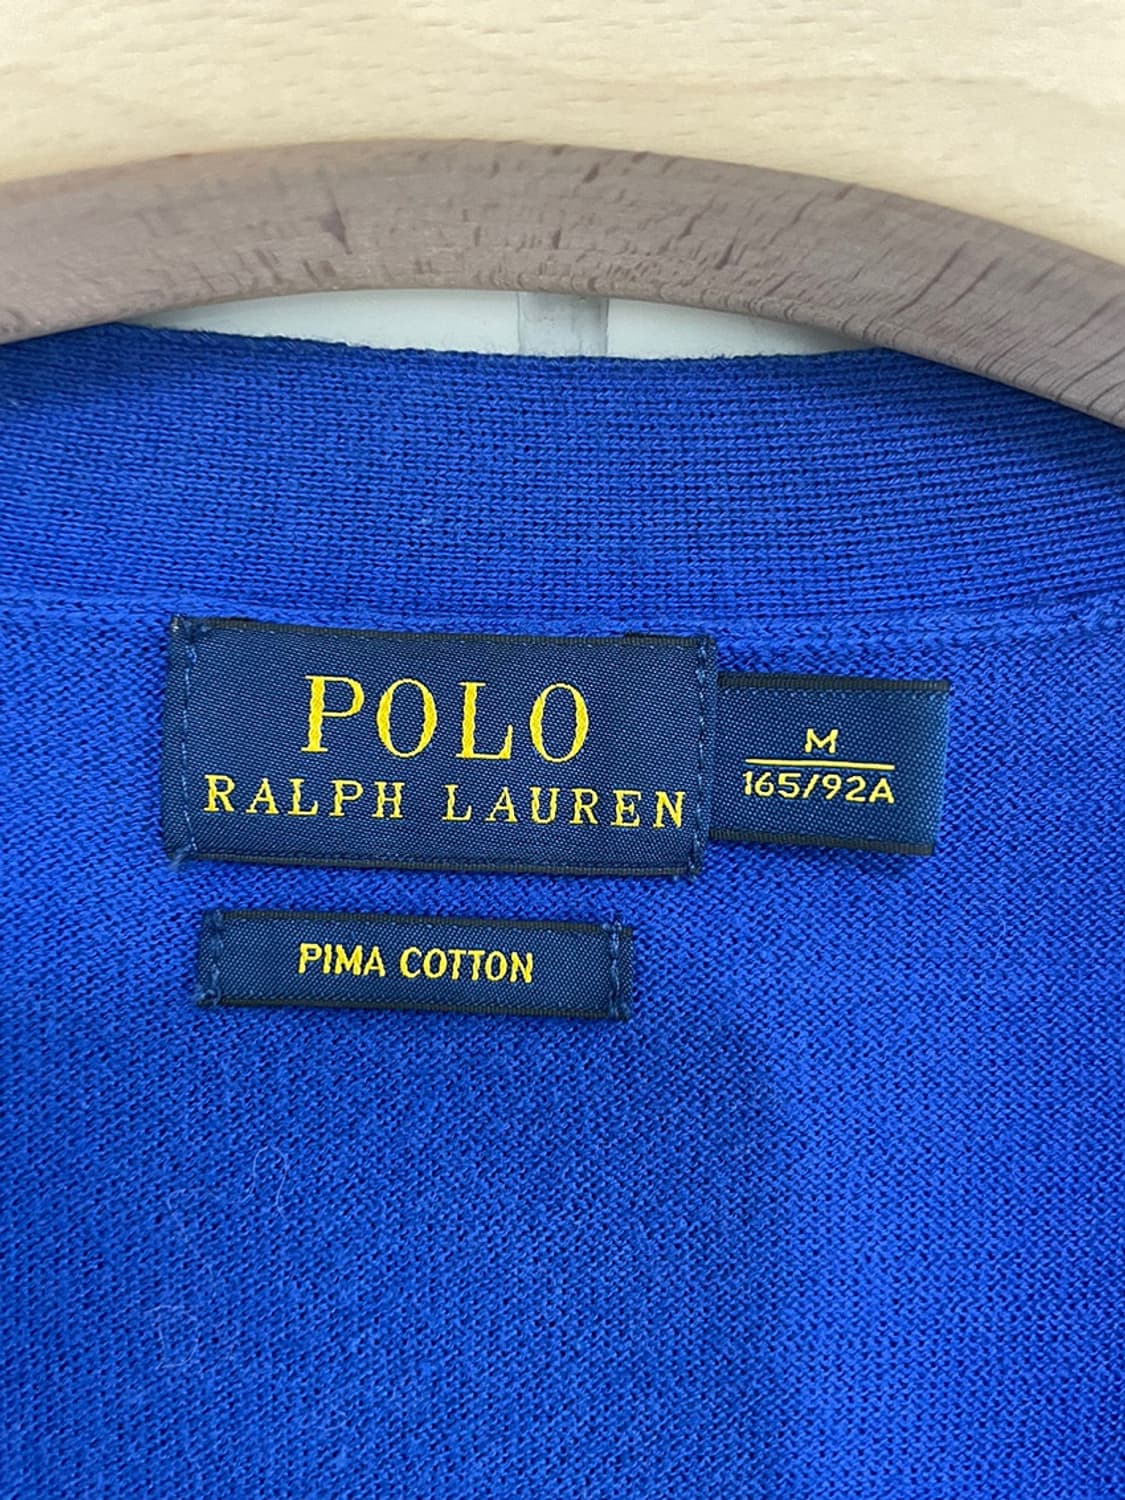 POLO
RALPH LAUREN
M
165/92A
PIMA COTTON